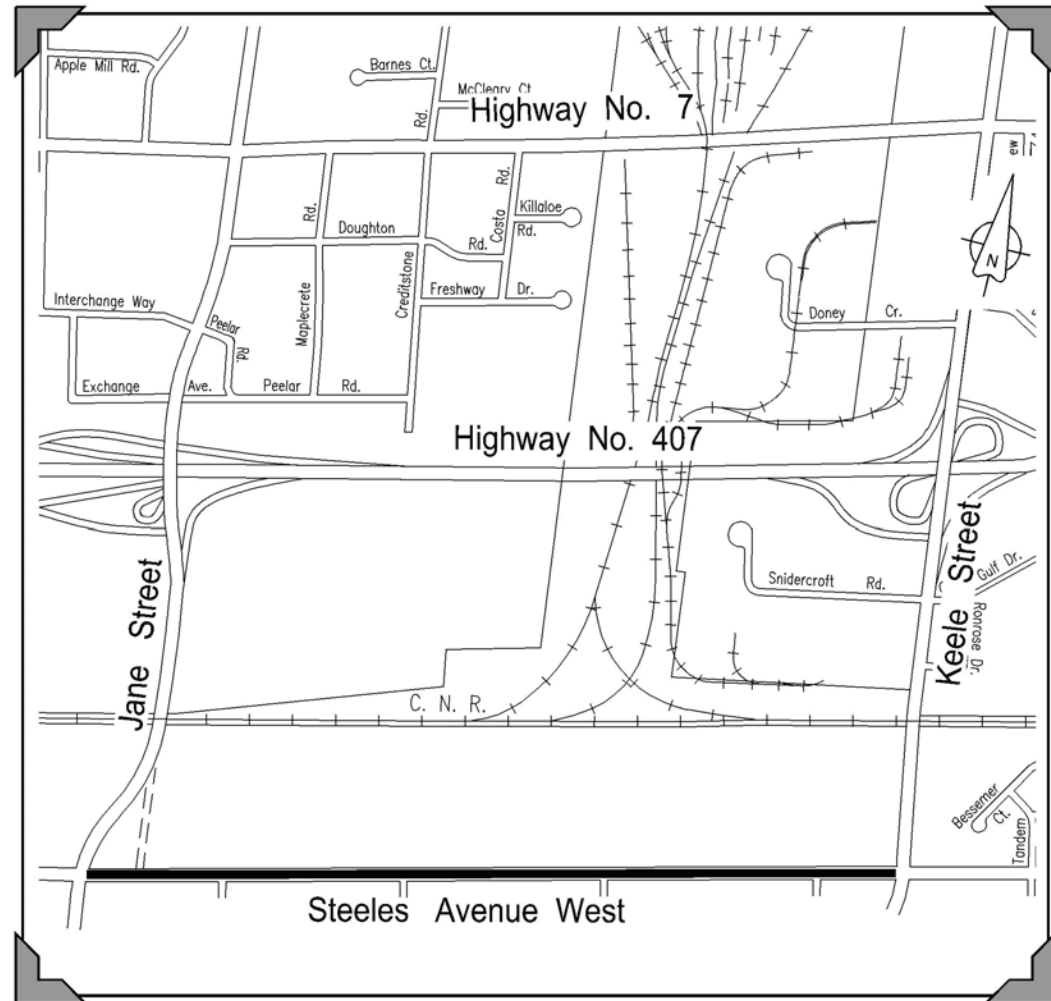 Apple Mill Rd.
Barnes Ct.
McCleary Ct
Rd.
Highway No. 7
ew
Rd.
Rd.
Costa
Killaloe
Rd.
Doughton
Rd.
N
Creditstone
Freshway Dr.
Interchange Way
Peelar
Rd.
Maplecrete
Doney Cr.
Exchange Ave.
Peelar Rd.
Highway No. 407
Jane Street
Keele Street
Snidercroft Rd.
Gulf Dr.
Ronrose Dr.
C. N. R.
Bessemer
Ct.
Tandem
Steeles Avenue West